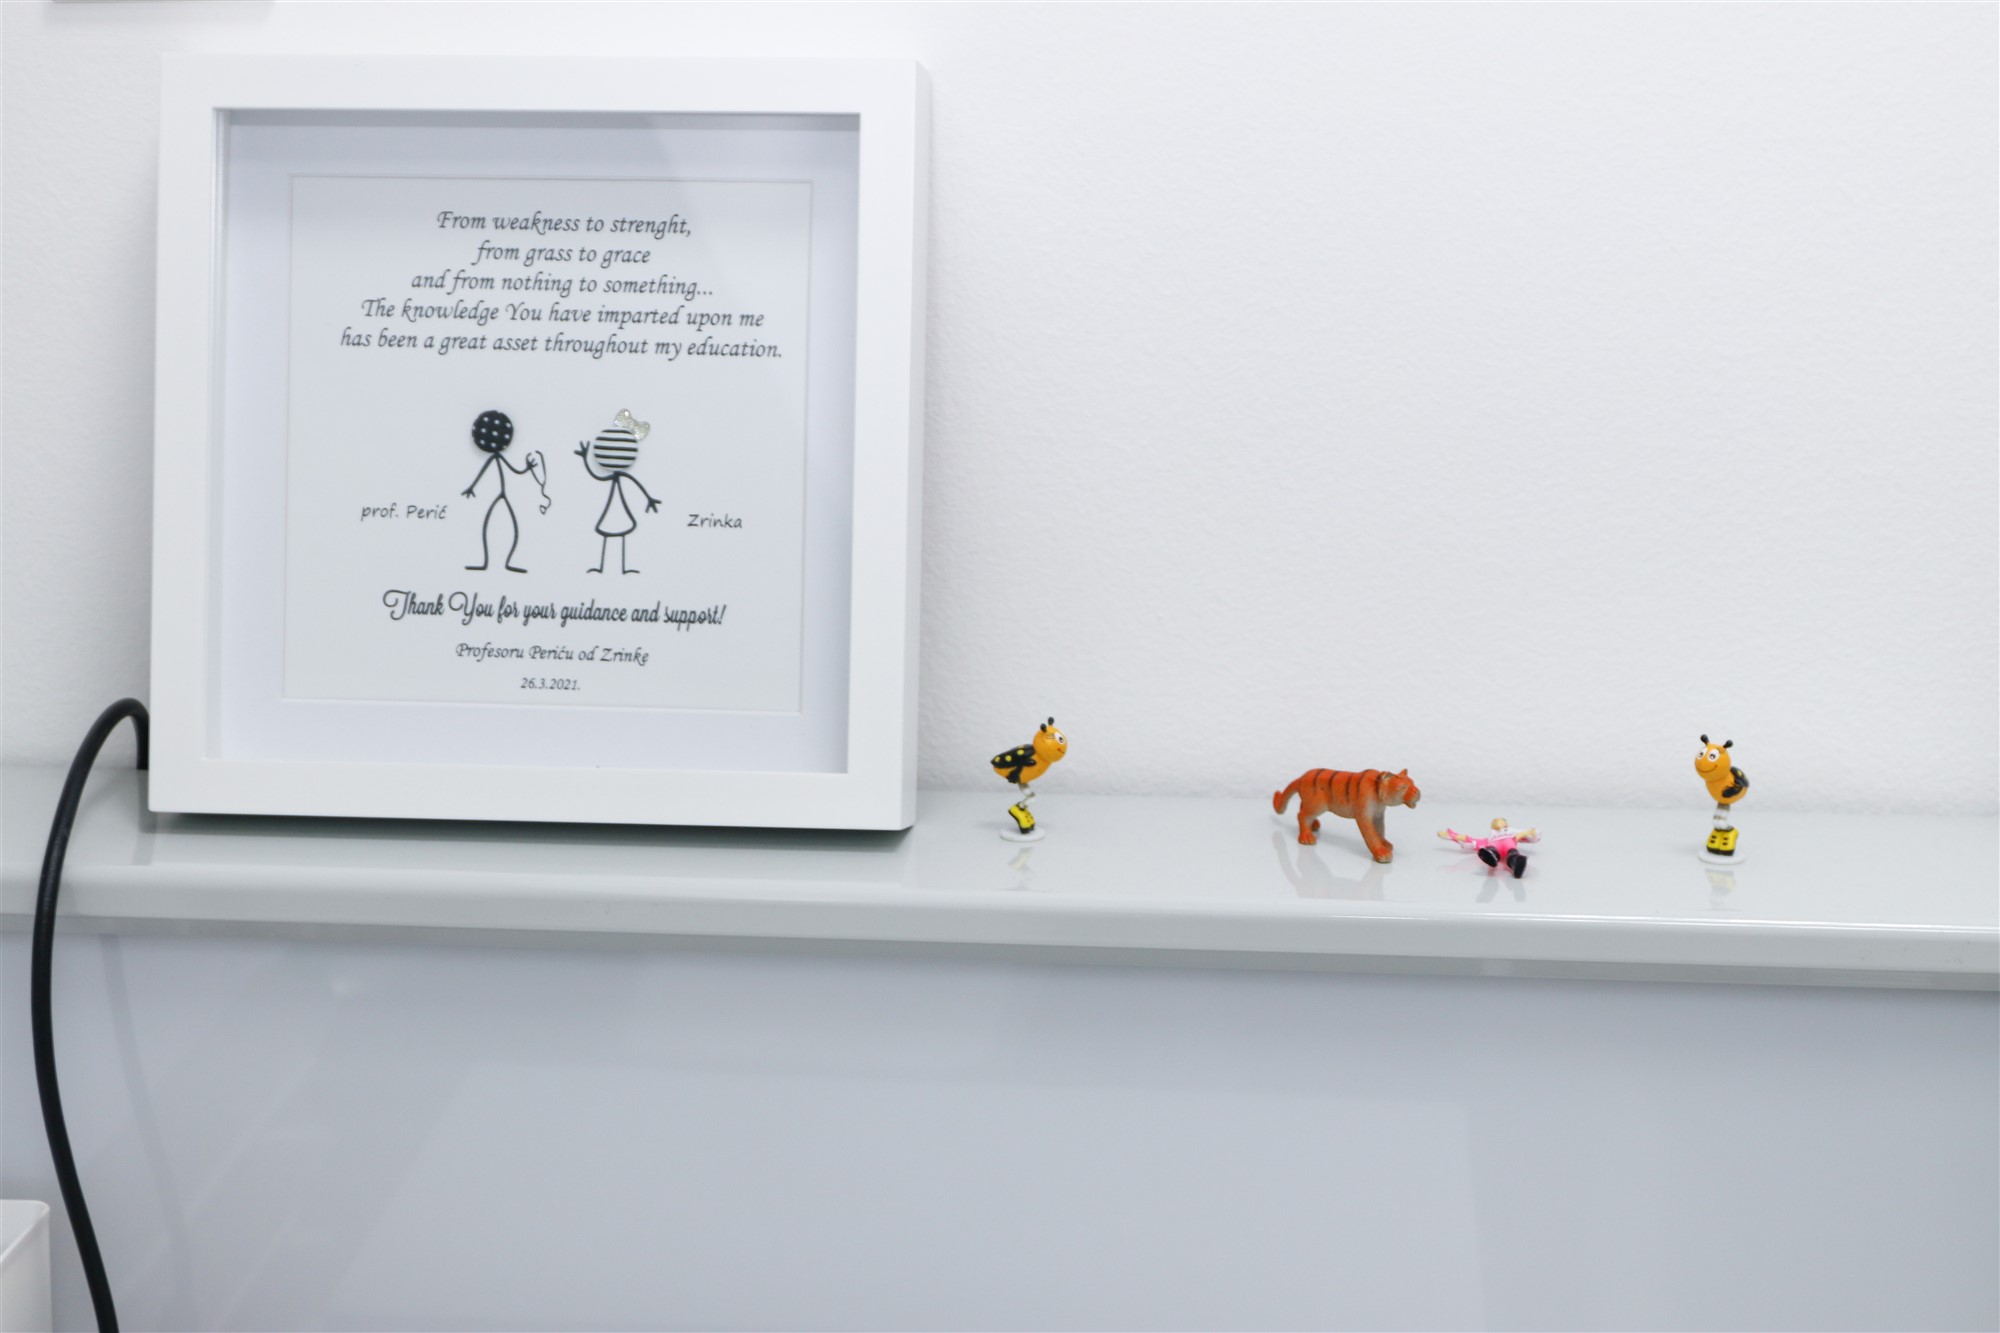 From weakness to strenght,
from grass to grace
and from nothing to something...
The knowledge You have imparted upon me
has been a great asset throughout my education.
prof. Perić
Zrinka
Thank You for your guidance and support!
Profesoru Periću od Zrinke
26.3.2021.